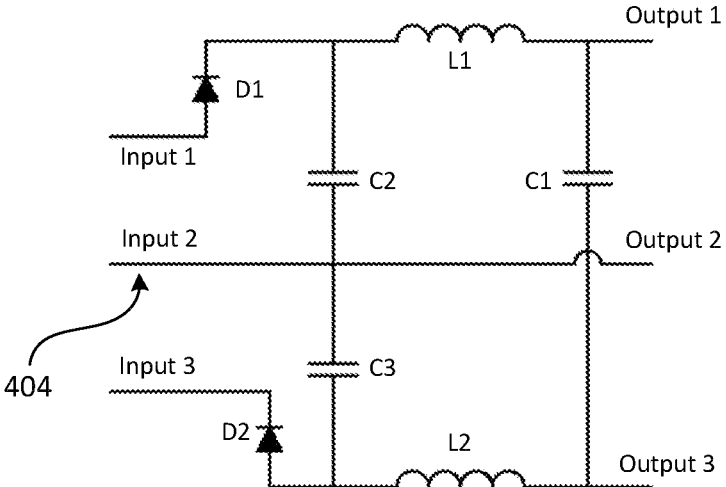 Output 1
L1
D1
Input 1
C2
C1
Input 2
Output 2
Input 3
C3
404
D2
L2
Output 3